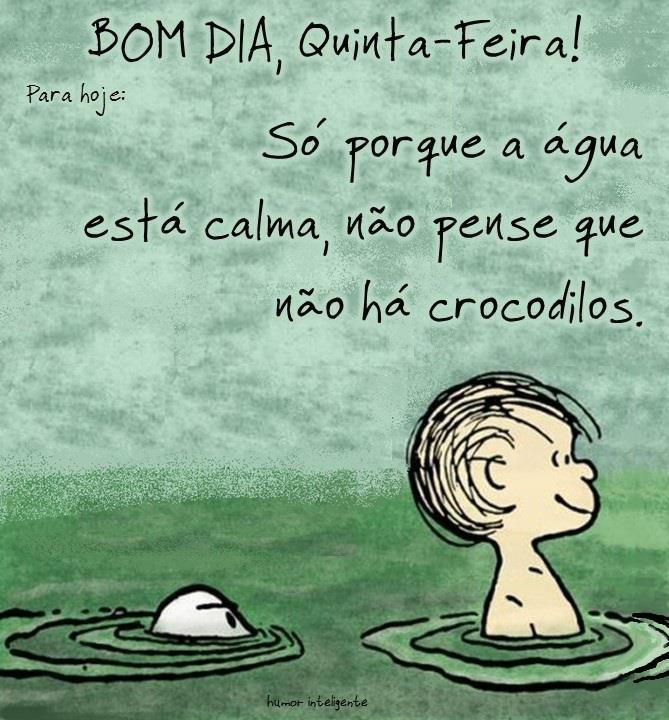 BOM DIA, Quinta-Feira!
Para hoje:
Só porque a água
está calma, não pense que
não há crocodilos.
humor inteligente